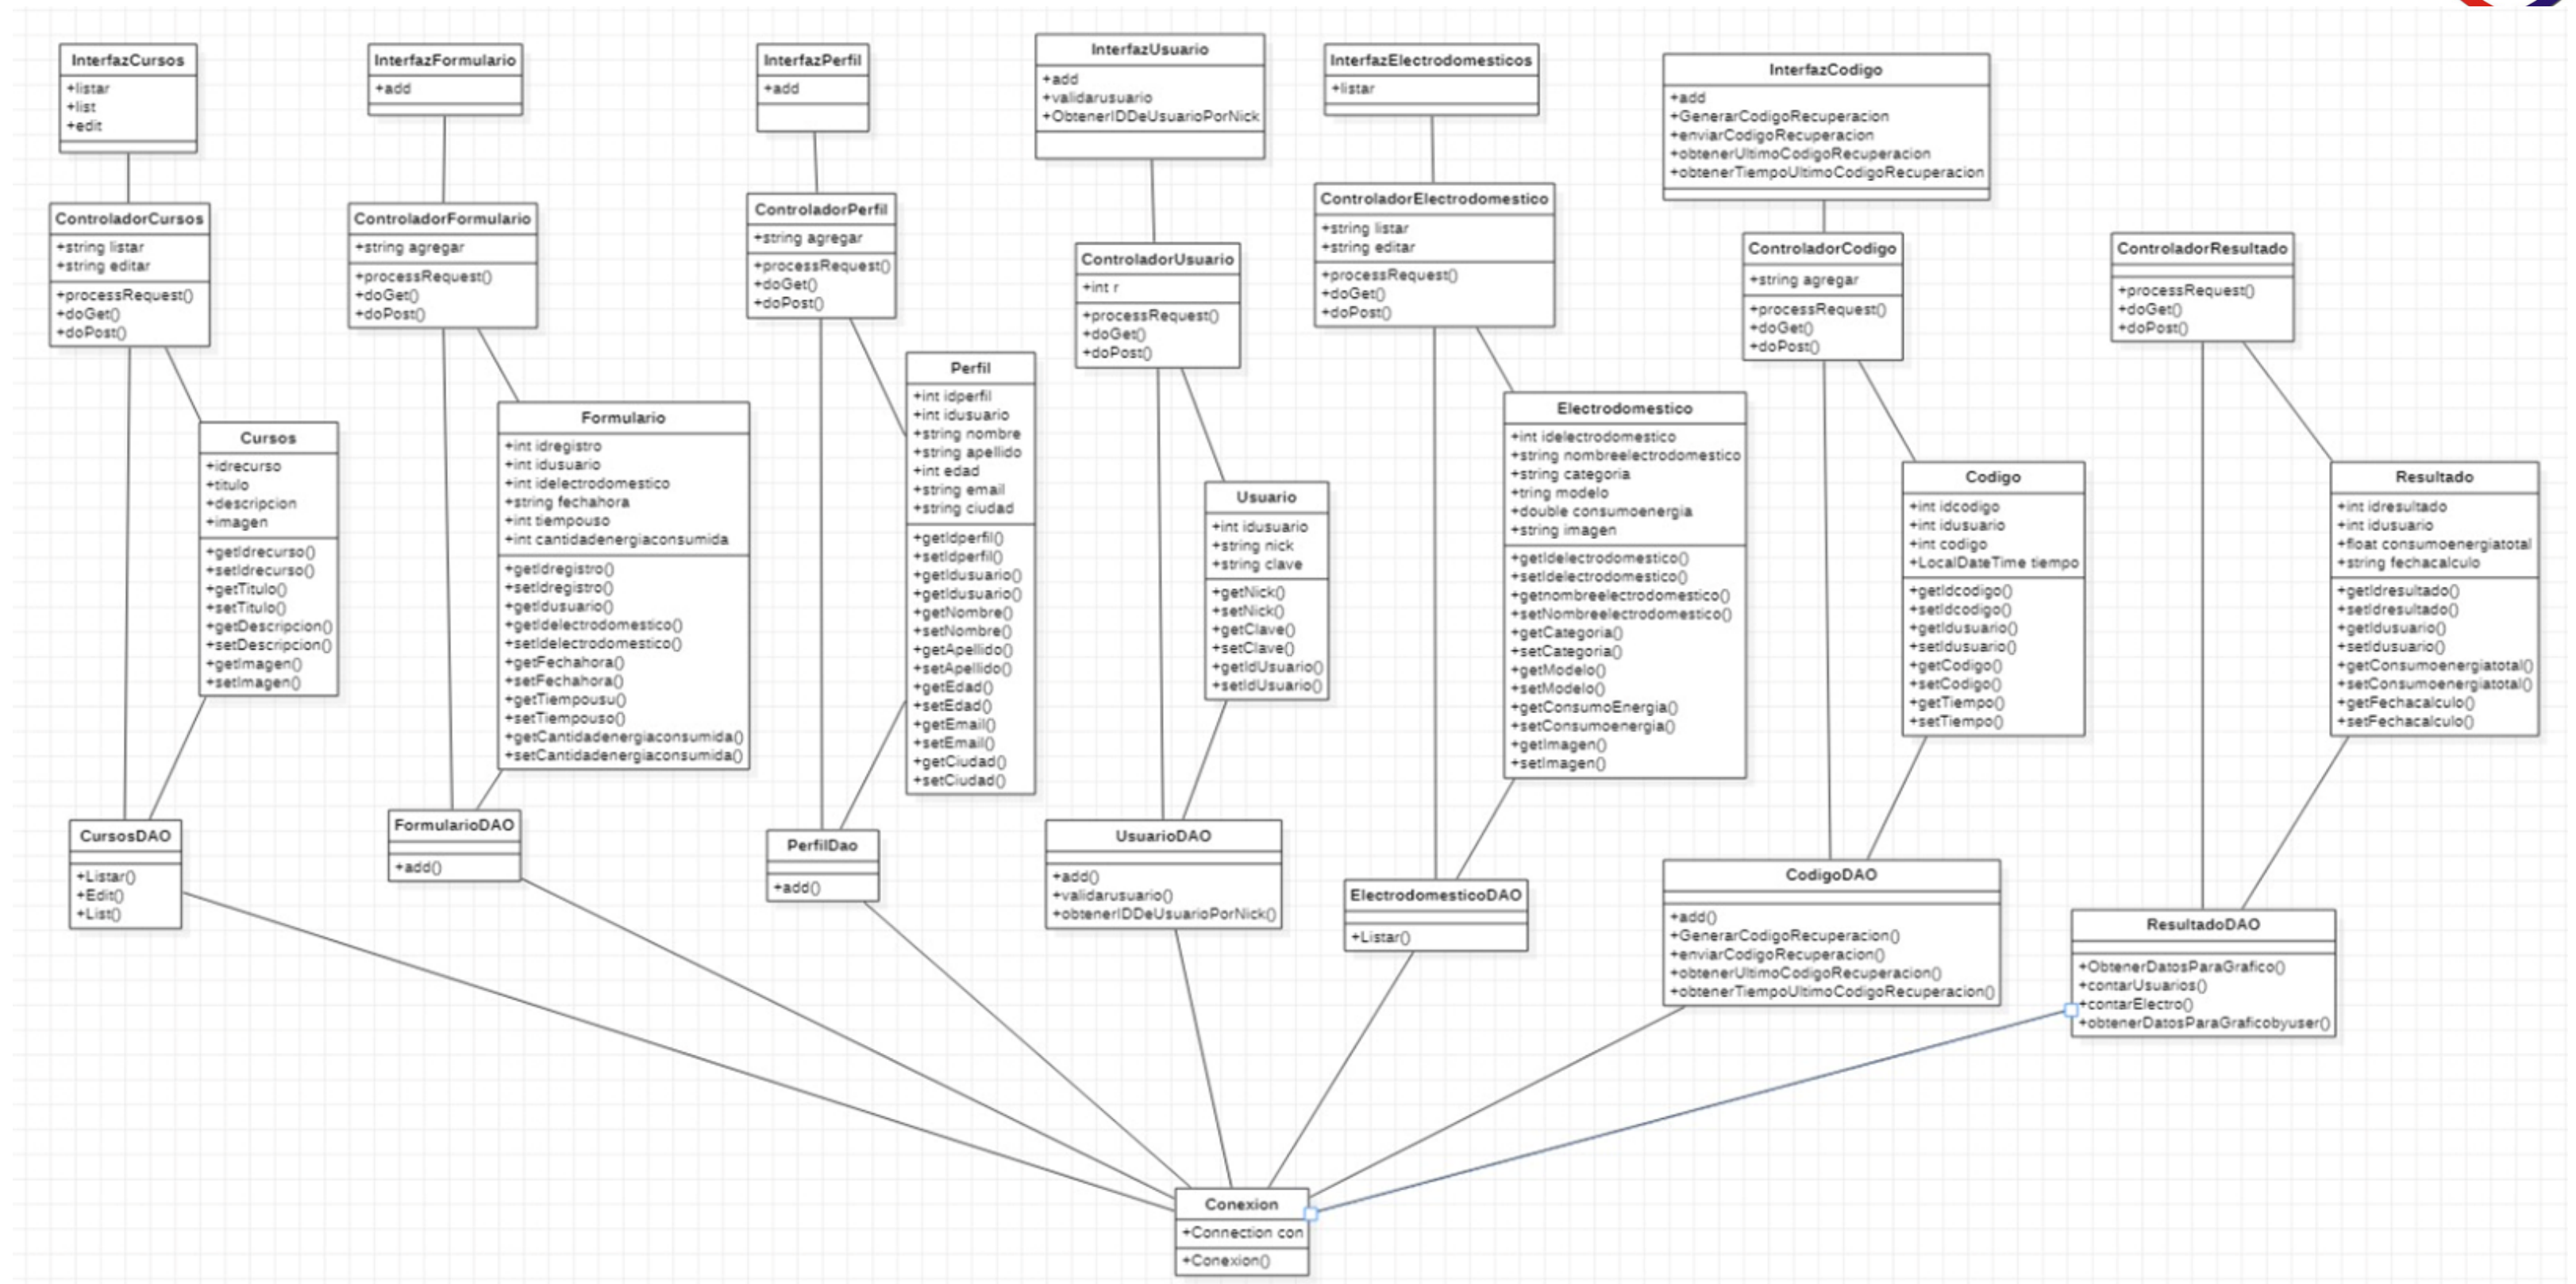 InterfazCursos
+listar
+list
+edit
InterfazFormulario
+add
InterfazPerfil
+add
InterfazUsuario
+add
+validarusuario
+ObtenerIDDeUsuarioPorNick
InterfazElectrodomesticos
+listar
InterfazCodigo
+add
+GenerarCodigoRecuperacion
+enviarCodigoRecuperacion
+obtenerUltimoCodigoRecuperacion
+obtenerTiempoUltimoCodigoRecuperacion
ControladorCursos
+string listar
+string editar
+processRequest()
+doGet()
+doPost()
ControladorFormulario
+string agregar
+processRequest()
+doGet()
+doPost()
ControladorPerfil
+string agregar
+processRequest()
+doGet()
+doPost()
ControladorUsuario
+int r
+processRequest()
+doGet()
+doPost()
ControladorElectrodomestico
+string listar
+string editar
+processRequest()
+doGet()
+doPost()
ControladorCodigo
+string agregar
+processRequest()
+doGet()
+doPost()
ControladorResultado
+processRequest()
+doGet()
+doPost()
Cursos
+idrecurso
+titulo
+descripcion
+imagen
+getIdrecurso()
+setIdrecurso()
+getTitulo()
+setTitulo()
+getDescripcion()
+setDescripcion()
+getImagen()
+setImagen()
Formulario
+int idregistro
+int idusuario
+int idelectrodomestico
+string fechahora
+int tiempouso
+int cantidadenergiaconsumida
+getIdregistro()
+setIdregistro()
+getIdusuario()
+getIdelectrodomestico()
+setIdelectrodomestico()
+getFechahora()
+setFechahora()
+getTiempousu()
+setTiempouso()
+getCantidadenergiaconsumida()
+setCantidadenergiaconsumida()
Perfil
+int idperfil
+int idusuario
+string nombre
+string apellido
+int edad
+string email
+string ciudad
+getIdperfil()
+setIdperfil()
+getIdusuario()
+getIdusuario()
+getNombre()
+setNombre()
+getApellido()
+setApellido()
+getEdad()
+setEdad()
+getEmail()
+setEmail()
+getCiudad()
+setCiudad()
Usuario
+int idusuario
+string nick
+string clave
+getNick()
+setNick()
+getClave()
+setClave()
+getIdUsuario()
+setIdUsuario()
Electrodomestico
+int idelectrodomestico
+string nombreelectrodomestico
+string categoria
+tring modelo
+double consumoenergia
+string imagen
+getIdelectrodomestico()
+setIdelectrodomestico()
+getnombreelectrodomestico()
+setNombreelectrodomestico()
+getCategoria()
+setCategoria()
+getModelo()
+setModelo()
+getConsumoEnergia()
+setConsumoenergia()
+getImagen()
+setImagen()
Codigo
+int idcodigo
+int idusuario
+int codigo
+LocalDateTime tiempo
+getIdcodigo()
+setIdcodigo()
+getIdusuario()
+setIdusuario()
+getCodigo()
+setCodigo()
+getTiempo()
+setTiempo()
Resultado
+int idresultado
+int idusuario
+float consumoenergiatotal
+string fechacalculo
+getIdresultado()
+setIdresultado()
+getIdusuario()
+setIdusuario()
+getConsumoenergiatotal()
+setConsumoenergiatotal()
+getFechacalculo()
+setFechacalculo()
CursosDAO
+Listar()
+Edit()
+List()
FormularioDAO
+add()
PerfilDao
+add()
UsuarioDAO
+add()
+validarusuario()
+obtenerIDDeUsuarioPorNick()
ElectrodomesticoDAO
+Listar()
CodigoDAO
+add()
+GenerarCodigoRecuperacion()
+enviarCodigoRecuperacion()
+obtenerUltimoCodigoRecuperacion()
+obtenerTiempoUltimoCodigoRecuperacion()
ResultadoDAO
+ObtenerDatosParaGrafico()
+contarUsuarios()
+contarElectro()
+obtenerDatosParaGraficobyuser()
Conexion
+Connection con
+Conexion()